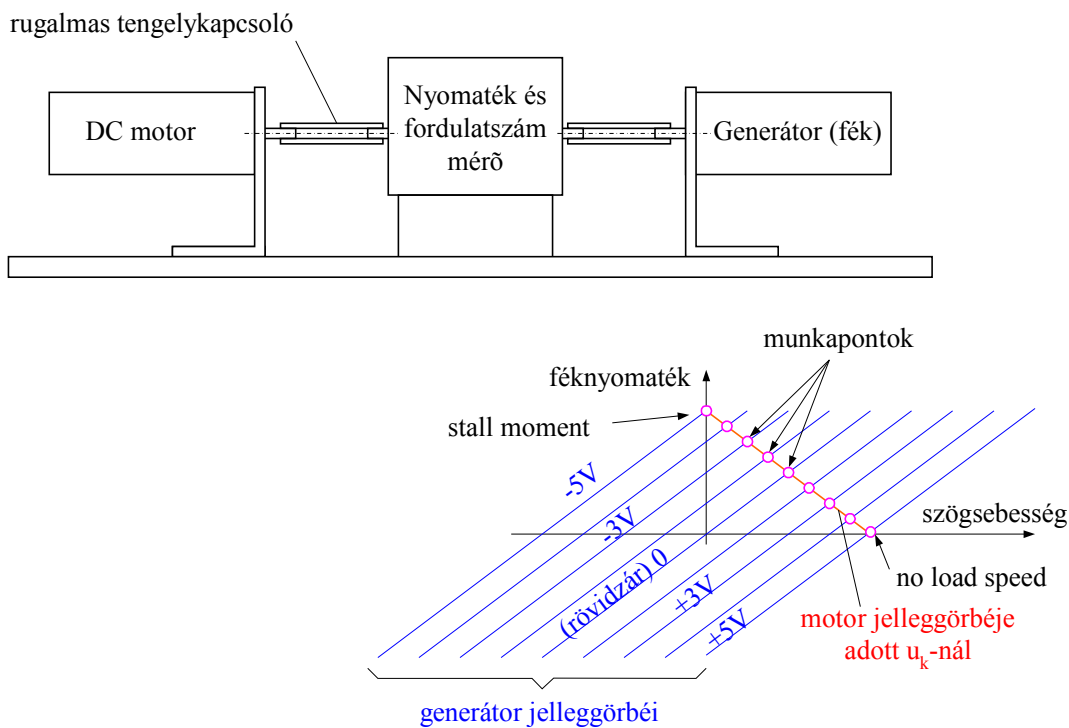 rugalmas tengelykapcsoló
DC motor
Nyomaték és
fordulatszám
mérõ
Generátor (fék)
munkapontok
féknyomaték
stall moment
-5V
-3V
szögsebesség
(rövidzár) 0
+3V
+5V
no load speed
motor jelleggörbéje
adott uk-nál
generátor jelleggörbéi